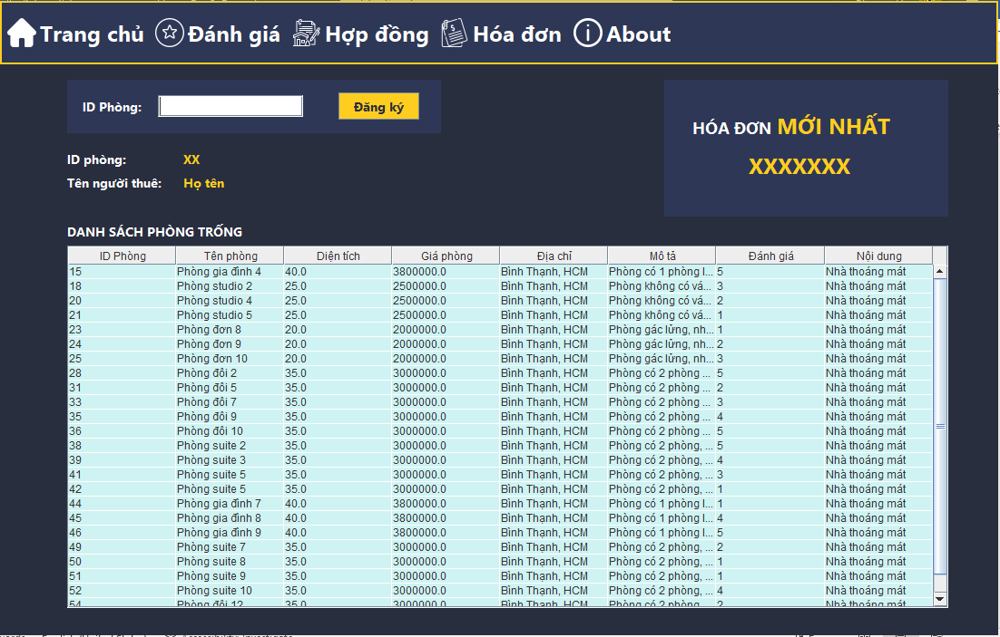 Trang chủ Đánh giá Hợp đồng Hóa đơn About
ID Phòng: Đăng ký
HÓA ĐƠN MỚI NHẤT
XXXXXXX
ID phòng: XX
Tên người thuê: Họ tên
DANH SÁCH PHÒNG TRỐNG
ID Phòng Tên phòng Diện tích Giá phòng Địa chỉ Mô tả Đánh giá Nội dung
15 Phòng gia đình 4 40.0 3800000.0 Bình Thạnh, HCM Phòng có 1 phòng l... 5 Nhà thoáng mát
18 Phòng studio 2 25.0 2500000.0 Bình Thạnh, HCM Phòng không có vá... 3 Nhà thoáng mát
20 Phòng studio 4 25.0 2500000.0 Bình Thạnh, HCM Phòng không có vá... 2 Nhà thoáng mát
21 Phòng studio 5 25.0 2500000.0 Bình Thạnh, HCM Phòng không có vá... 1 Nhà thoáng mát
23 Phòng đơn 8 20.0 2000000.0 Bình Thạnh, HCM Phòng gác lửng, nh... 1 Nhà thoáng mát
24 Phòng đơn 9 20.0 2000000.0 Bình Thạnh, HCM Phòng gác lửng, nh... 2 Nhà thoáng mát
25 Phòng đơn 10 20.0 2000000.0 Bình Thạnh, HCM Phòng gác lửng, nh... 3 Nhà thoáng mát
28 Phòng đôi 2 35.0 3000000.0 Bình Thạnh, HCM Phòng có 2 phòng ... 5 Nhà thoáng mát
31 Phòng đôi 5 35.0 3000000.0 Bình Thạnh, HCM Phòng có 2 phòng ... 2 Nhà thoáng mát
33 Phòng đôi 7 35.0 3000000.0 Bình Thạnh, HCM Phòng có 2 phòng ... 3 Nhà thoáng mát
35 Phòng đôi 9 35.0 3000000.0 Bình Thạnh, HCM Phòng có 2 phòng ... 4 Nhà thoáng mát
36 Phòng đôi 10 35.0 3000000.0 Bình Thạnh, HCM Phòng có 2 phòng ... 5 Nhà thoáng mát
38 Phòng suite 2 35.0 3000000.0 Bình Thạnh, HCM Phòng có 2 phòng, ... 5 Nhà thoáng mát
39 Phòng suite 3 35.0 3000000.0 Bình Thạnh, HCM Phòng có 2 phòng, ... 4 Nhà thoáng mát
41 Phòng suite 5 35.0 3000000.0 Bình Thạnh, HCM Phòng có 2 phòng, ... 3 Nhà thoáng mát
42 Phòng suite 5 35.0 3000000.0 Bình Thạnh, HCM Phòng có 2 phòng, ... 1 Nhà thoáng mát
44 Phòng gia đình 7 40.0 3800000.0 Bình Thạnh, HCM Phòng có 1 phòng l... 1 Nhà thoáng mát
45 Phòng gia đình 8 40.0 3800000.0 Bình Thạnh, HCM Phòng có 1 phòng l... 4 Nhà thoáng mát
46 Phòng gia đình 9 40.0 3800000.0 Bình Thạnh, HCM Phòng có 1 phòng l... 5 Nhà thoáng mát
49 Phòng suite 7 35.0 3000000.0 Bình Thạnh, HCM Phòng có 2 phòng, ... 2 Nhà thoáng mát
50 Phòng suite 8 35.0 3000000.0 Bình Thạnh, HCM Phòng có 2 phòng, ... 1 Nhà thoáng mát
51 Phòng suite 9 35.0 3000000.0 Bình Thạnh, HCM Phòng có 2 phòng, ... 1 Nhà thoáng mát
52 Phòng suite 10 35.0 3000000.0 Bình Thạnh, HCM Phòng có 2 phòng, ... 4 Nhà thoáng mát
54 Phòng đôi 12 35.0 3000000.0 Bình Thạnh, HCM Phòng có 2 phòng ... 2 Nhà thoáng mát